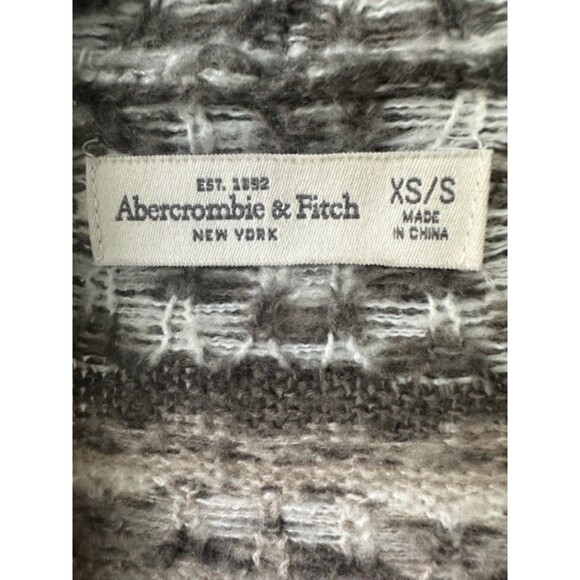 EST. 1892
Abercrombie & Fitch
NEW YORK
XS/S
MADE
IN CHINA